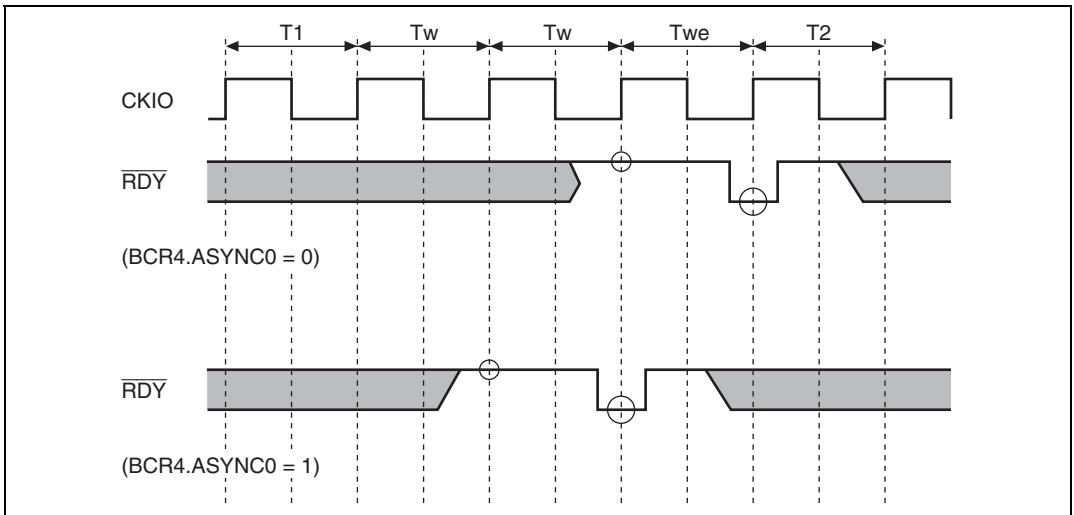 T1 Tw Tw Twe T2
CKIO
RDY
(BCR4.ASYNC0 = 0)
RDY
(BCR4.ASYNC0 = 1)